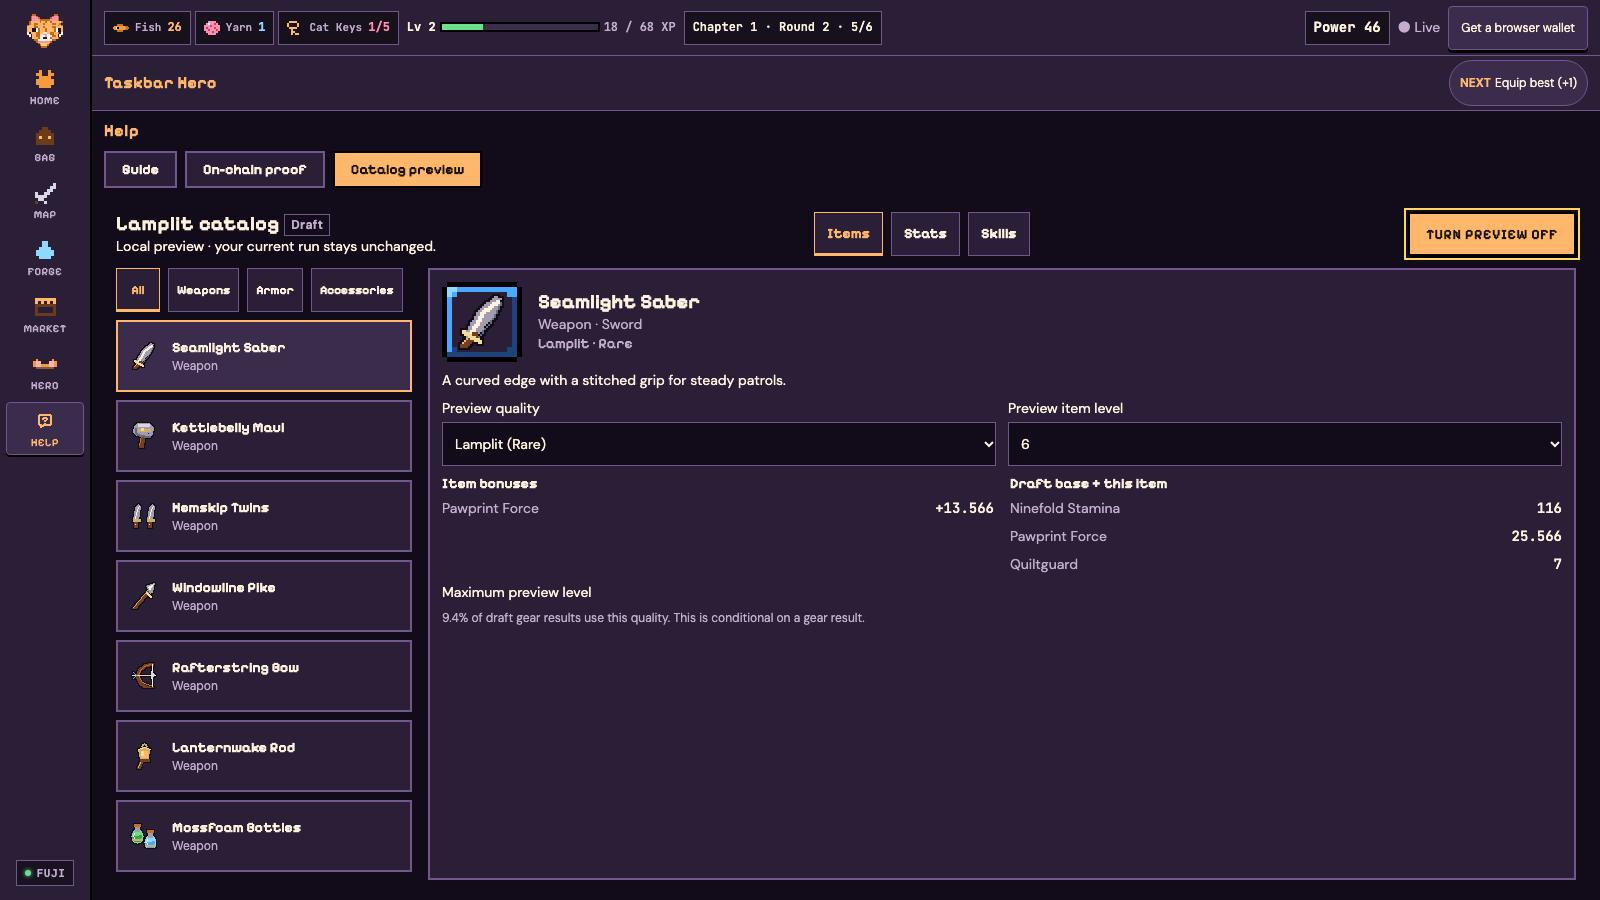 Fish 26
Yarn 1
Cat Keys 1/5
Lv 2
18 / 68 XP
Chapter 1 · Round 2 · 5/6
Power 46
Live
Get a browser wallet
HOME
BAG
MAP
FORGE
MARKET
HERO
HELP
FUJI
Taskbar Hero
NEXT Equip best (+1)
Help
Guide
On-chain proof
Catalog preview
Lamplit catalog Draft
Local preview · your current run stays unchanged.
Items
Stats
Skills
TURN PREVIEW OFF
All
Weapons
Armor
Accessories
Seamlight Saber
Weapon
Kettlebelly Maul
Weapon
Hemskip Twins
Weapon
Windowline Pike
Weapon
Rafterstring Bow
Weapon
Lanternwake Rod
Weapon
Mossfoam Bottles
Weapon
Seamlight Saber
Weapon · Sword
Lamplit · Rare
A curved edge with a stitched grip for steady patrols.
Preview quality
Lamplit (Rare)
Preview item level
6
Item bonuses
Pawprint Force +13.566
Draft base + this item
Ninefold Stamina 116
Pawprint Force 25.566
Quiltguard 7
Maximum preview level
9.4% of draft gear results use this quality. This is conditional on a gear result.